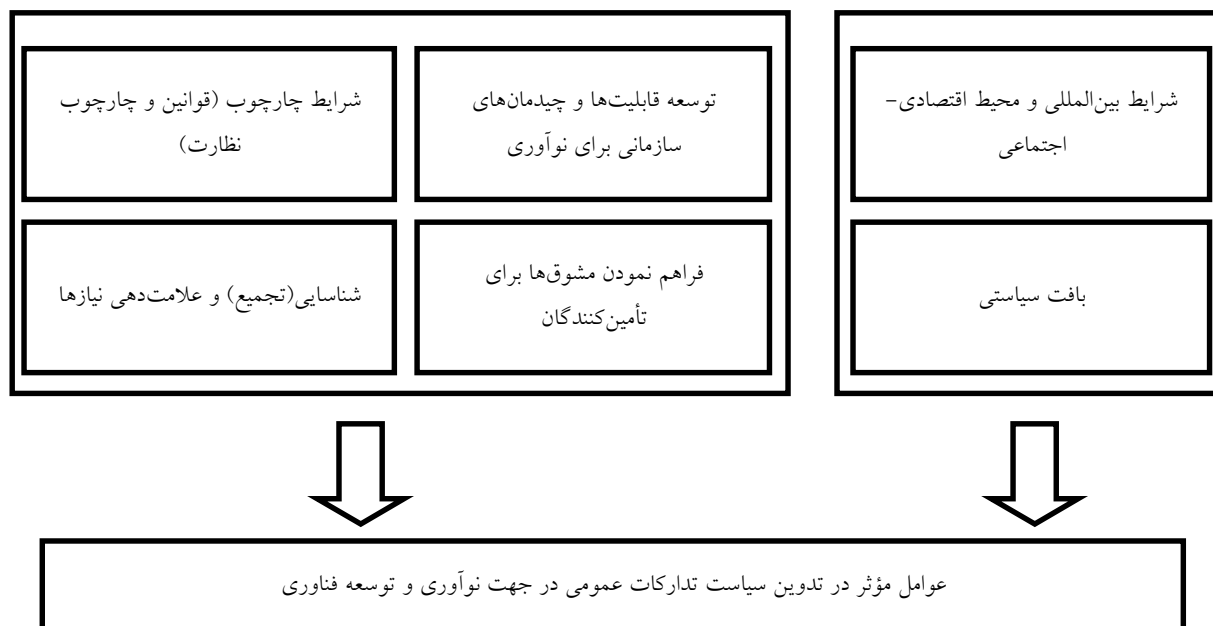 شرایط بین‌المللی و محیط اقتصادی-
اجتماعی
توسعه قابلیت‌ها و چیدمان‌های
سازمانی برای نوآوری
شرایط چارچوب (قوانین و چارچوب
نظارت)
بافت سیاستی
فراهم نمودن مشوق‌ها برای
تأمین‌کنندگان
شناسایی(تجمیع) و علامت‌دهی نیازها
عوامل مؤثر در تدوین سیاست تدارکات عمومی در جهت نوآوری و توسعه فناوری